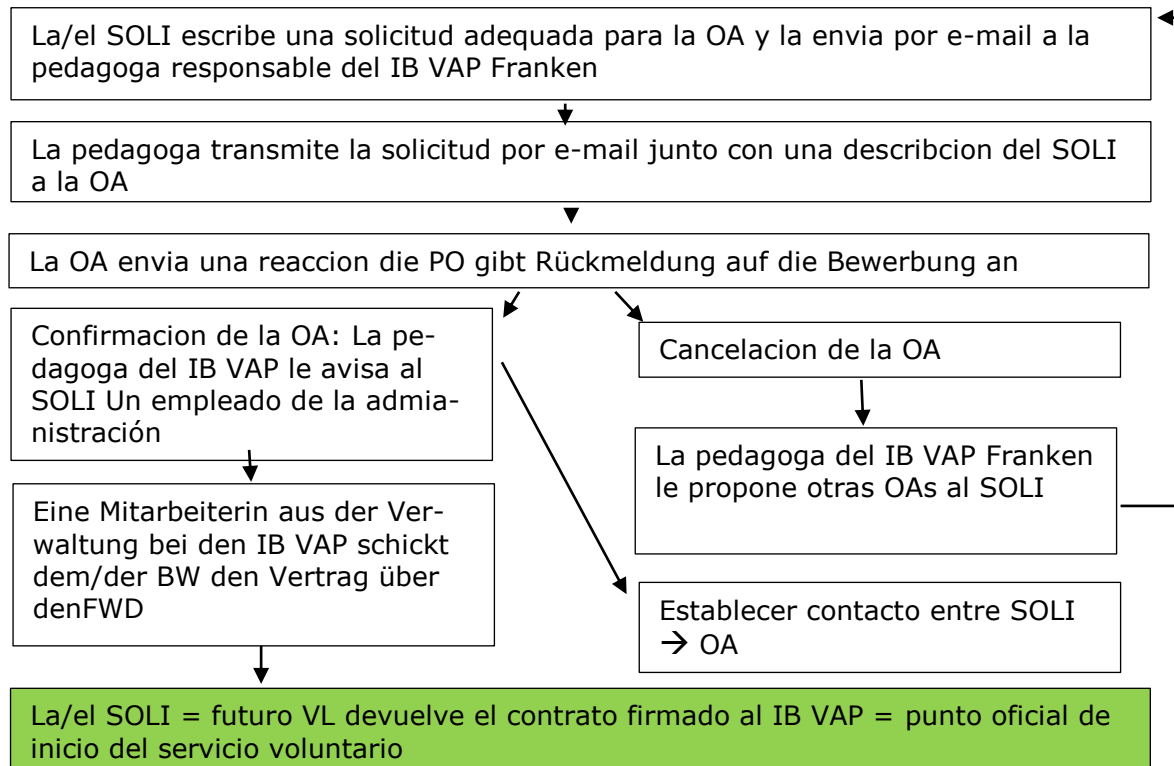 La/el SOLI escribe una solicitud adequada para la OA y la envia por e-mail a la
pedagoga responsable del IB VAP Franken
La pedagoga transmite la solicitud por e-mail junto con una describcion del SOLI
a la OA
La OA envia una reaccion die PO gibt Rückmeldung auf die Bewerbung an
Confirmacion de la OA: La pe-
dagoga del IB VAP le avisa al
SOLI Un empleado de la admia-
nistración
Cancelacion de la OA
La pedagoga del IB VAP Franken
le propone otras OAs al SOLI
Eine Mitarbeiterin aus der Ver-
waltung bei den IB VAP schickt
dem/der BW den Vertrag über
denFWD
Establecer contacto entre SOLI
→ OA
La/el SOLI = futuro VL devuelve el contrato firmado al IB VAP = punto oficial de
inicio del servicio voluntario